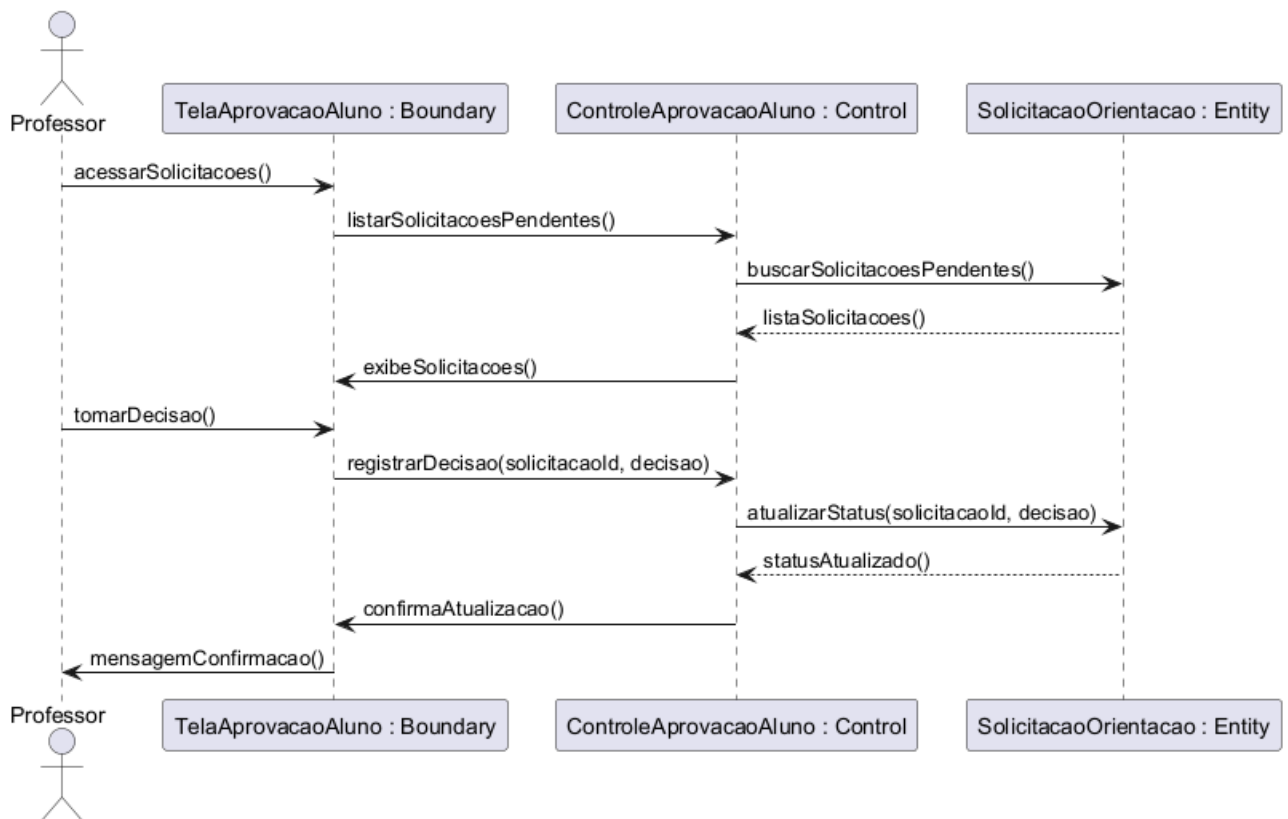 Professor
TelaAprovacaoAluno : Boundary
ControleAprovacaoAluno : Control
SolicitacaoOrientacao : Entity
acessarSolicitacoes()
listarSolicitacoesPendentes()
buscarSolicitacoesPendentes()
listaSolicitacoes()
exibeSolicitacoes()
tomarDecisao()
registrarDecisao(solicitacaoId, decisao)
atualizarStatus(solicitacaoId, decisao)
statusAtualizado()
confirmaAtualizacao()
mensagemConfirmacao()
Professor
TelaAprovacaoAluno : Boundary
ControleAprovacaoAluno : Control
SolicitacaoOrientacao : Entity